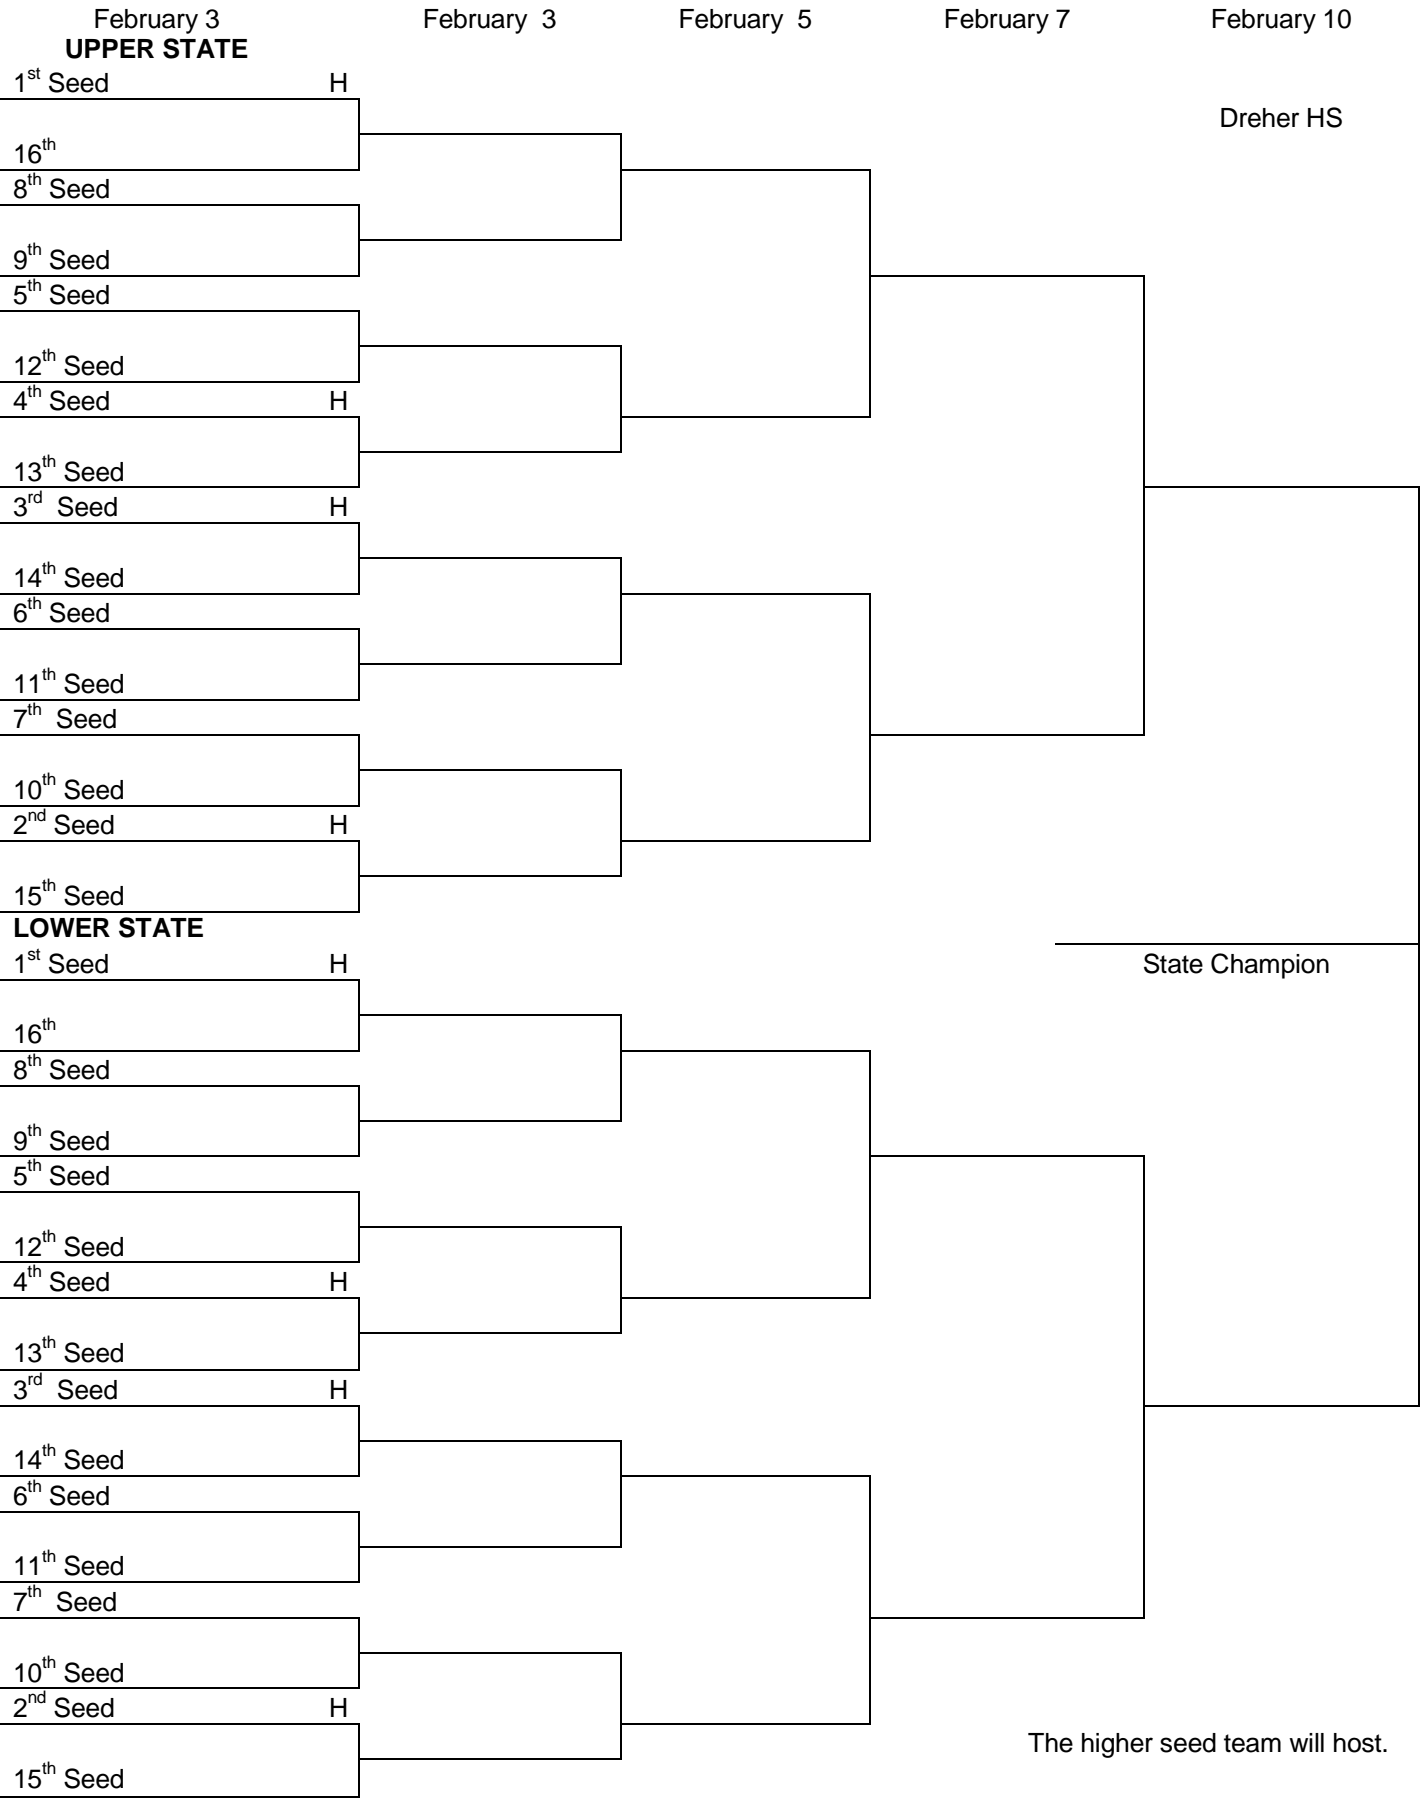 February 3 February 3 February 5 February 7 February 10
UPPER STATE
1st Seed H
Dreher HS
16th
8th Seed
9th Seed
5th Seed
12th Seed
4th Seed H
13th Seed
3rd Seed H
14th Seed
6th Seed
11th Seed
7th Seed
10th Seed
2nd Seed H
15th Seed
LOWER STATE
1st Seed H
State Champion
16th
8th Seed
9th Seed
5th Seed
12th Seed
4th Seed H
13th Seed
3rd Seed H
14th Seed
6th Seed
11th Seed
7th Seed
10th Seed
2nd Seed H
The higher seed team will host.
15th Seed